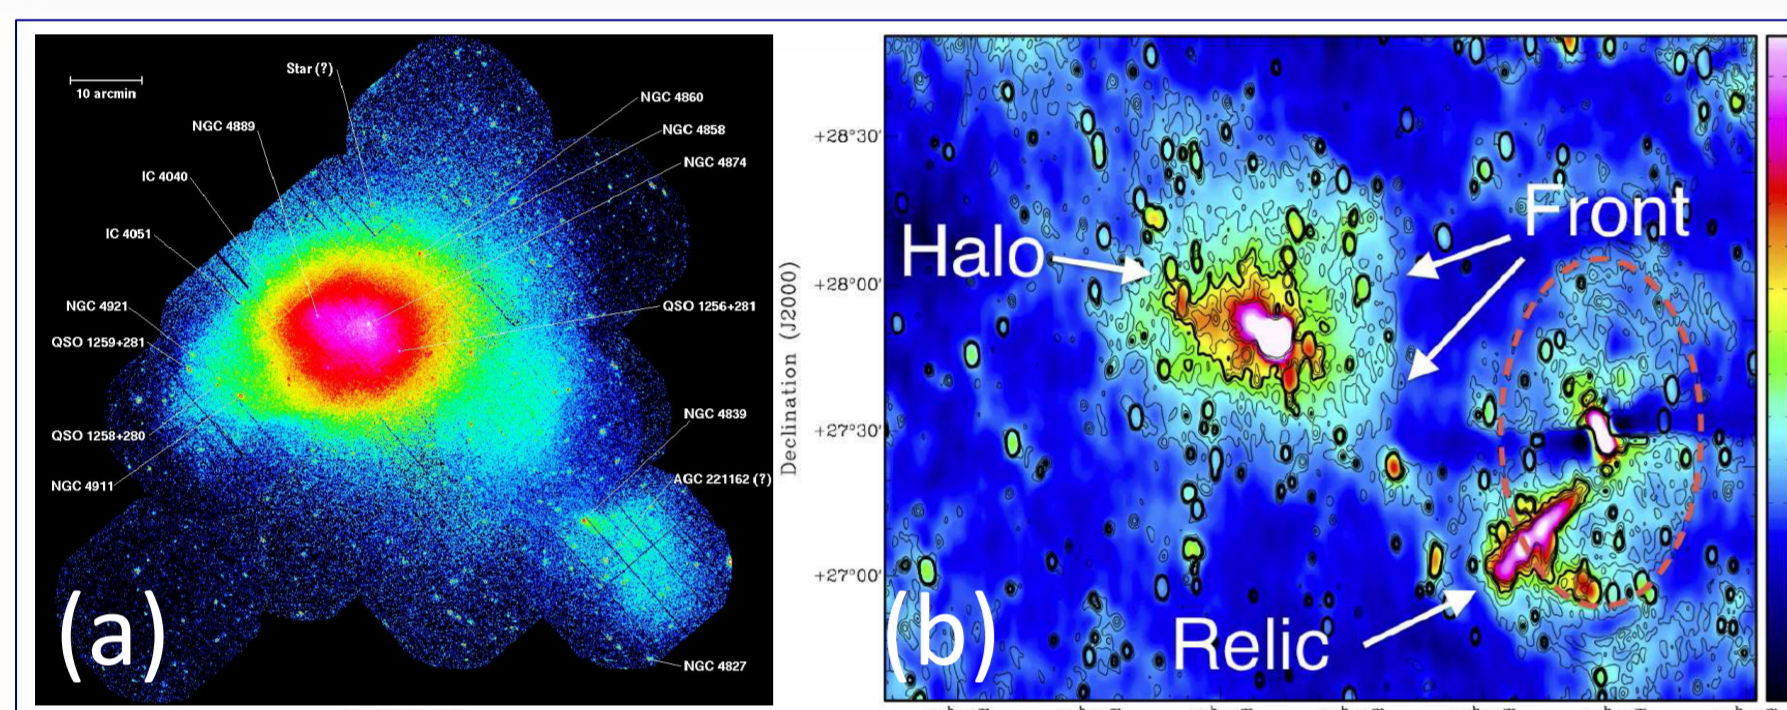 10 arcmin
Star (?)
NGC 4860
NGC 4889
NGC 4858
NGC 4874
IC 4040
IC 4051
NGC 4921
QSO 1256+281
QSO 1259+281
NGC 4839
QSO 1258+280
AGC 221162 (?)
NGC 4911
NGC 4827
(a)
Declination (J2000)
+28°30'
+28°00'
+27°30'
+27°00'
Halo
Front
Relic
(b)